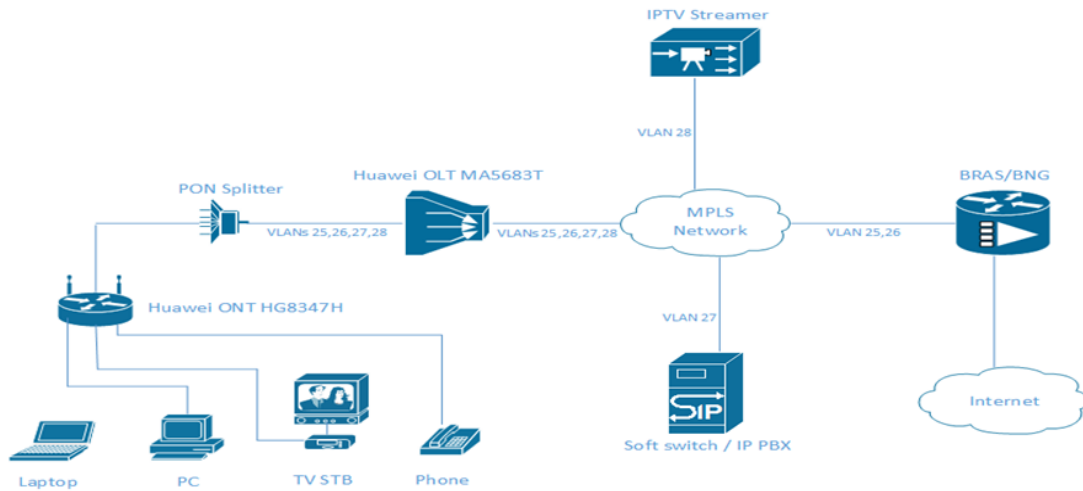 IPTV Streamer
VLAN 28
PON Splitter
Huawei OLT MA5683T
BRAS/BNG
MPLS
Network
VLANs 25,26,27,28
VLANs 25,26,27,28
VLAN 25,26
Huawei ONT HG8347H
VLAN 27
SIP
Internet
Soft switch / IP PBX
Laptop
PC
TV STB
Phone